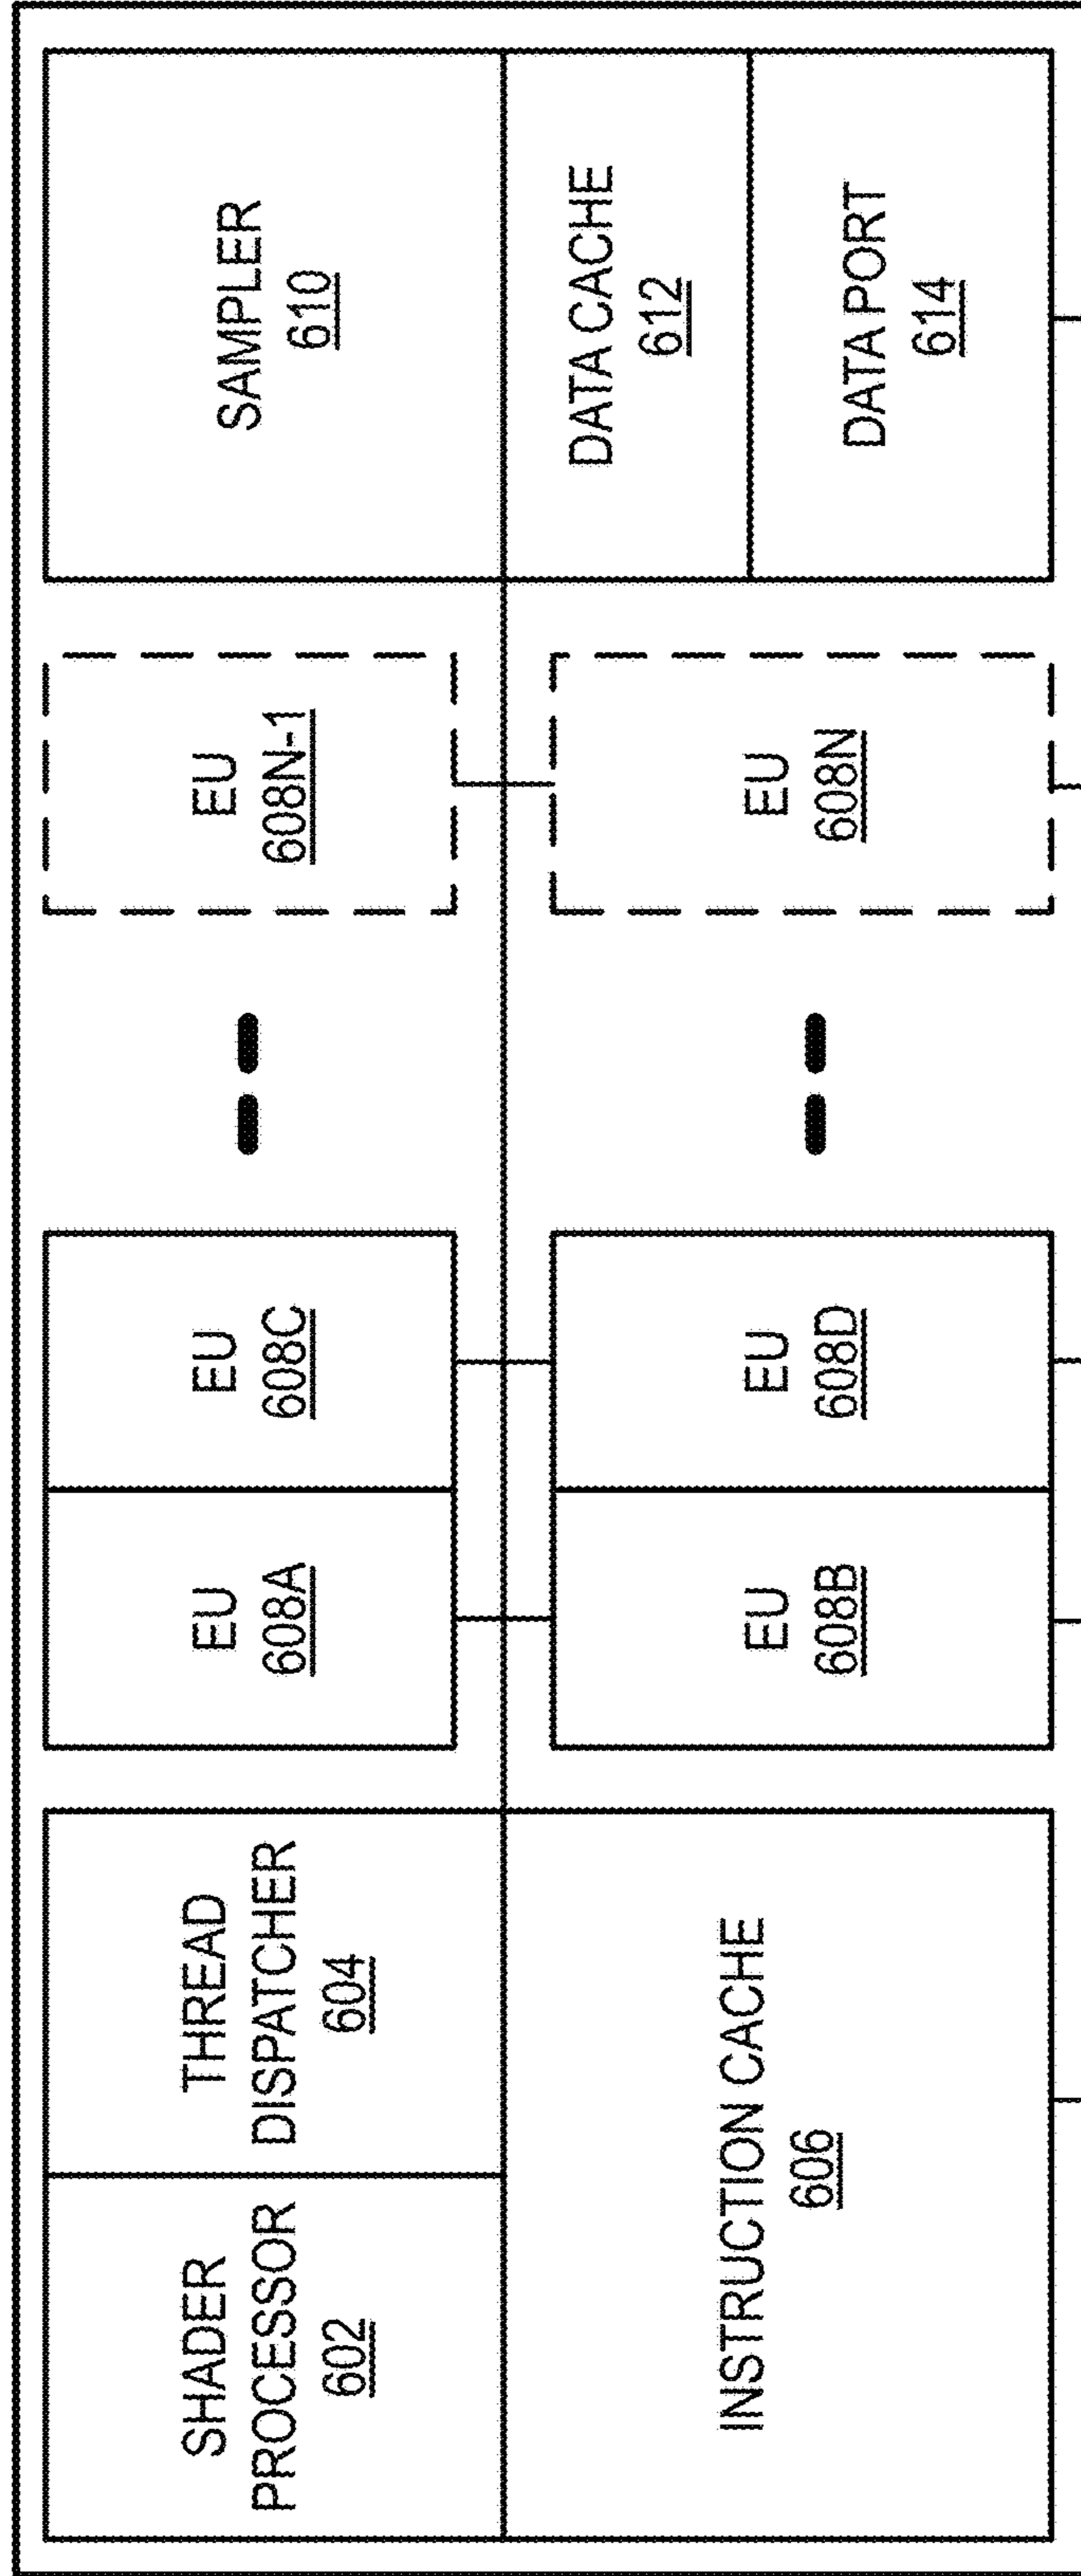 SHADER
PROCESSOR
602
THREAD
DISPATCHER
604
INSTRUCTION CACHE
606
EU
608A
EU
608C
EU
608B
EU
608D
EU
608N-1
EU
608N
SAMPLER
610
DATA CACHE
612
DATA PORT
614